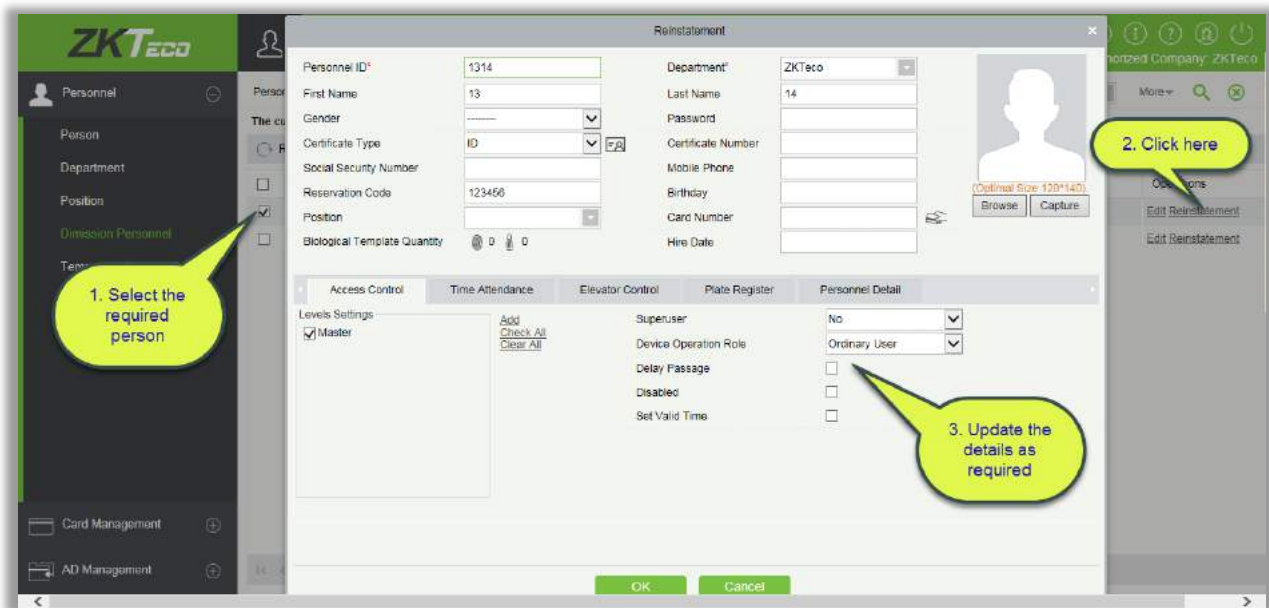 ZKTeco
Reinstatement
orized Company: ZKTeco
Personnel
Person
Department
Position
Dimission Personnel
Card Management
AD Management
The cu
More
Personnel ID*
1314
Department*
ZKTeco
First Name
13
Last Name
14
Gender
---------
Password
Certificate Type
ID
Certificate Number
Social Security Number
Mobile Phone
Reservation Code
123456
Birthday
Position
Card Number
Biological Template Quantity
0
0
Hire Date
(Optimal Size 120*140)
Browse
Capture
Access Control
Time Attendance
Elevator Control
Plate Register
Personnel Detail
Levels Settings
Master
Add
Check All
Clear All
Superuser
No
Device Operation Role
Ordinary User
Delay Passage
Disabled
Set Valid Time
OK
Cancel
Edit Reinstatement
Edit Reinstatement
1. Select the
required
person
2. Click here
3. Update the
details as
required